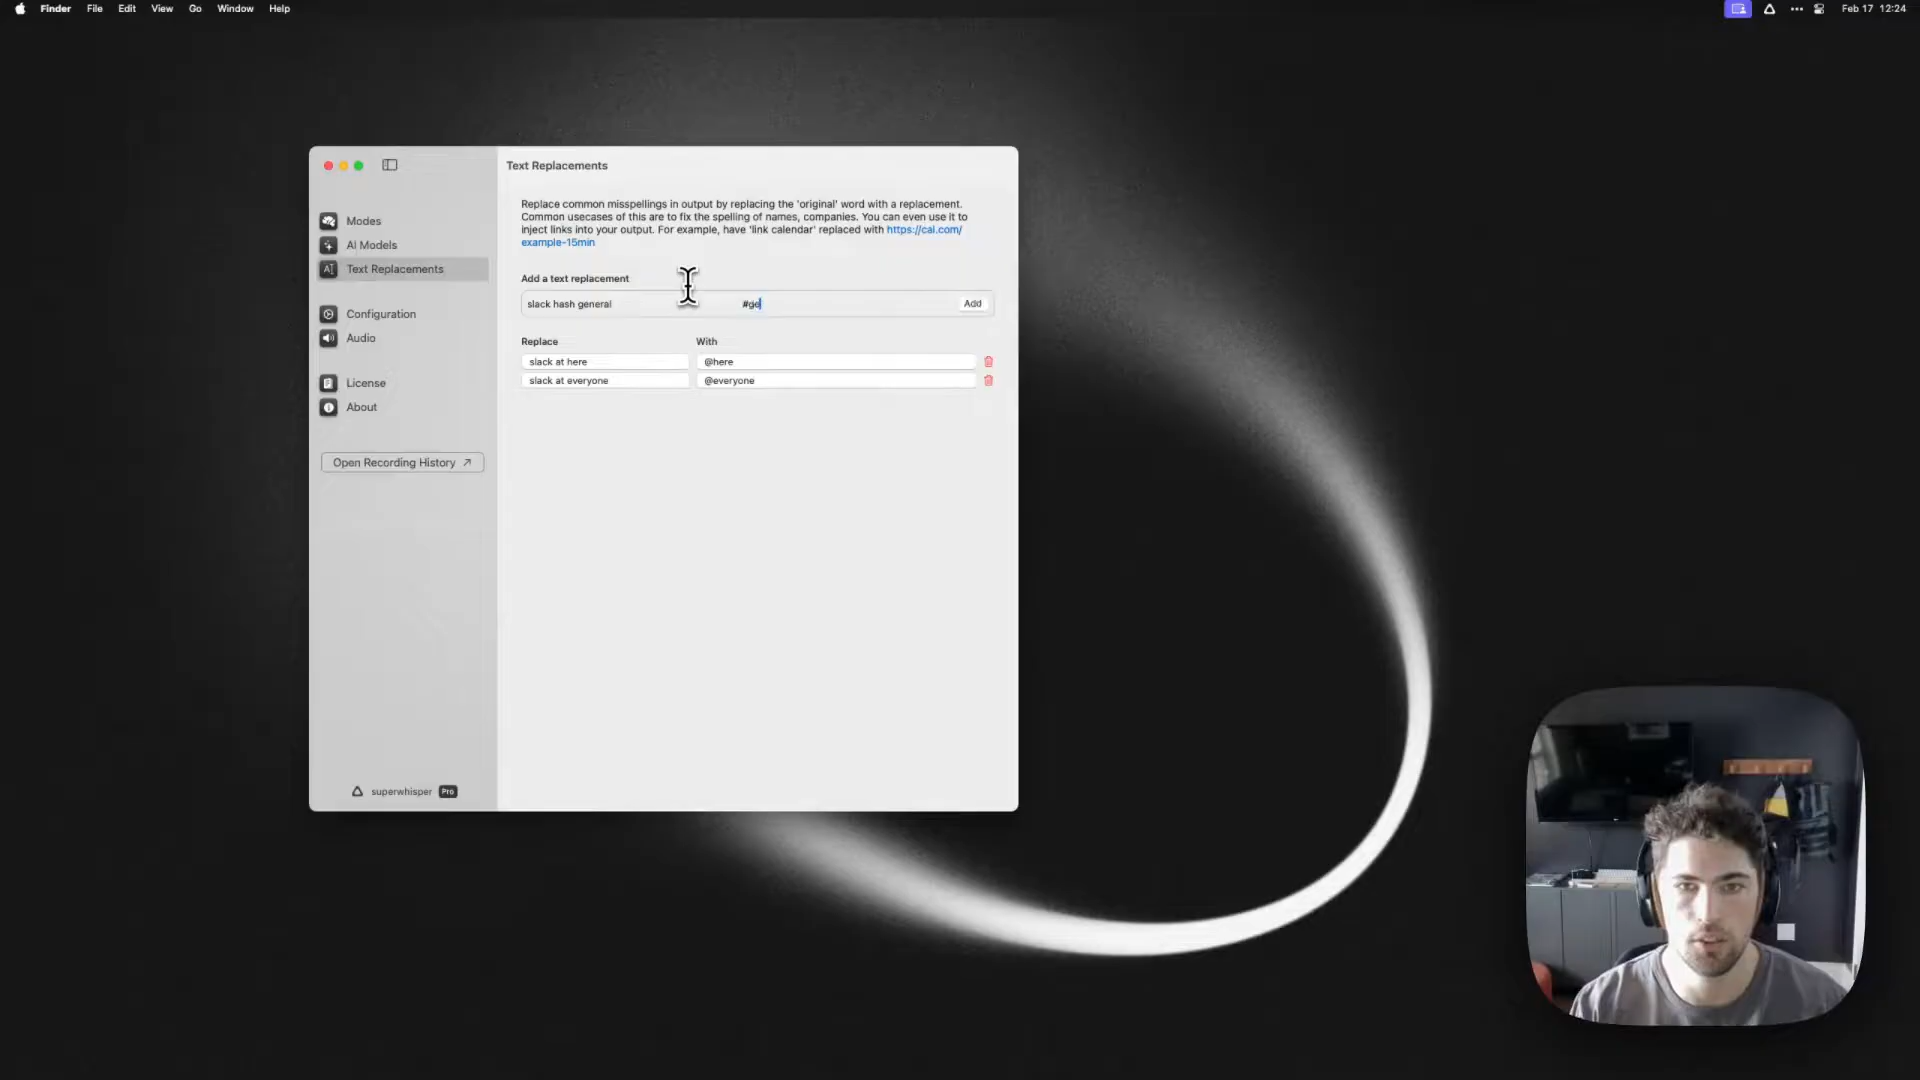 Finder File Edit View Go Window Help Feb 17 12:24
Text Replacements
Modes
AI Models
Text Replacements
Configuration
Audio
License
About
Open Recording History ↗
superwhisper Pro
Replace common misspellings in output by replacing the 'original' word with a replacement.
Common usecases of this are to fix the spelling of names, companies. You can even use it to
inject links into your output. For example, have 'link calendar' replaced with https://cal.com/
example-15min
Add a text replacement
slack hash general #ge Add
Replace With
slack at here @here
slack at everyone @everyone